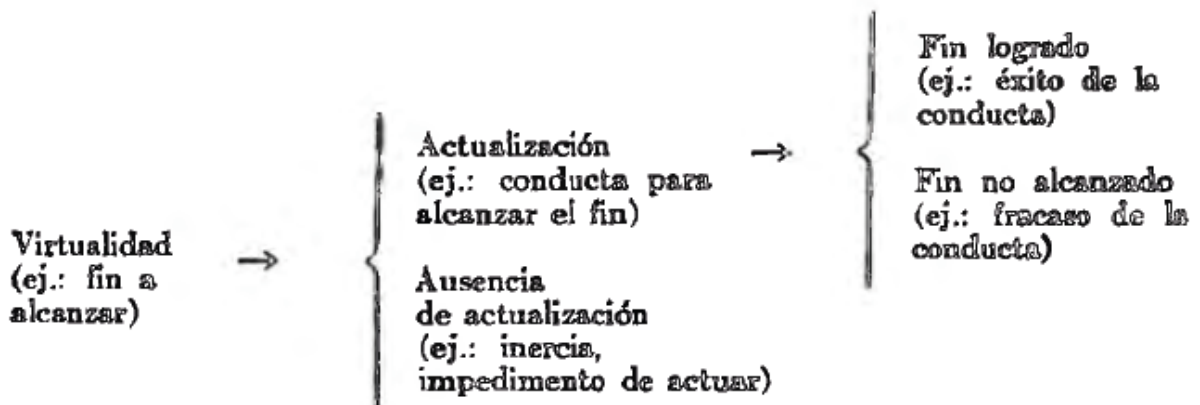 Virtualidad
(ej.: fin a
alcanzar)
Actualización
(ej.: conducta para
alcanzar el fin)
Ausencia
de actualización
(ej.: inercia,
impedimento de actuar)
Fin logrado
(ej.: éxito de la
conducta)
Fin no alcanzado
(ej.: fracaso de la
conducta)